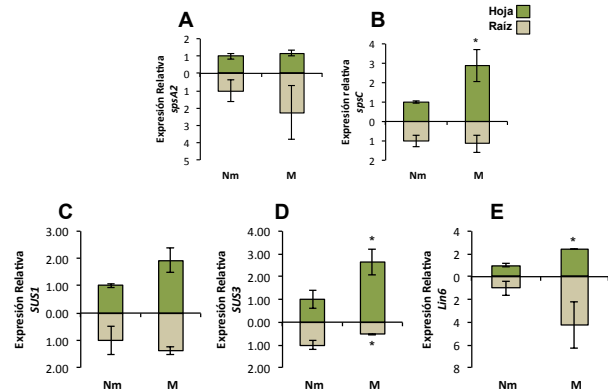 Hoja
Raíz
A
Expresión Relativa
spsA2
2
1
0
1
2
3
4
5
Nm
M
B
Expresión relativa
spsC
4
3
2
1
0
1
2
*
Nm
M
C
Expresión Relativa
SUS1
3.00
2.00
1.00
0.00
1.00
2.00
Nm
M
D
Expresión Relativa
SUS3
4.00
3.00
2.00
1.00
0.00
1.00
2.00
*
*
Nm
M
E
Expresión Relativa
Lin6
4
2
0
2
4
6
8
*
Nm
M